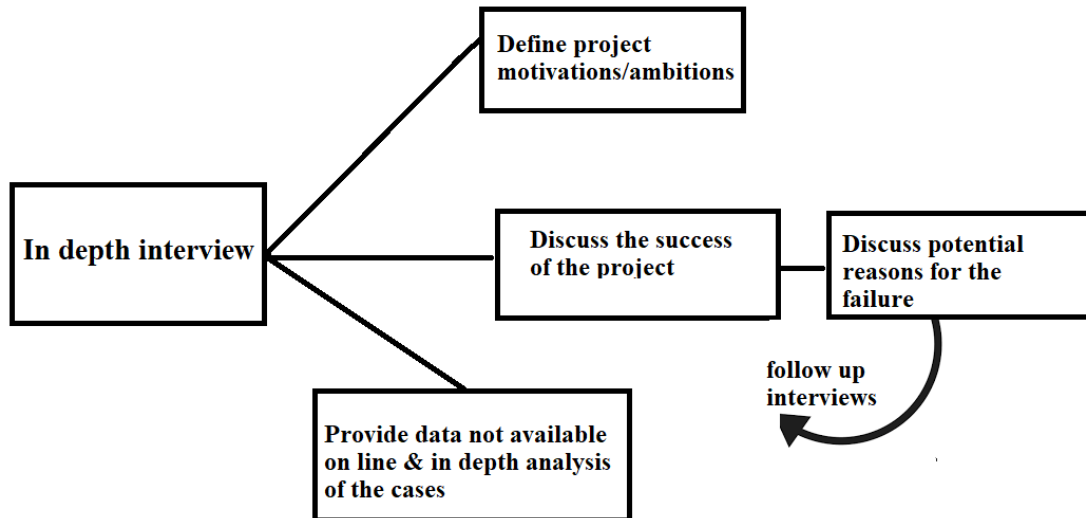 Define project
motivations/ambitions
In depth interview
Discuss the success
of the project
Discuss potential
reasons for the
failure
follow up
interviews
Provide data not available
on line & in depth analysis
of the cases